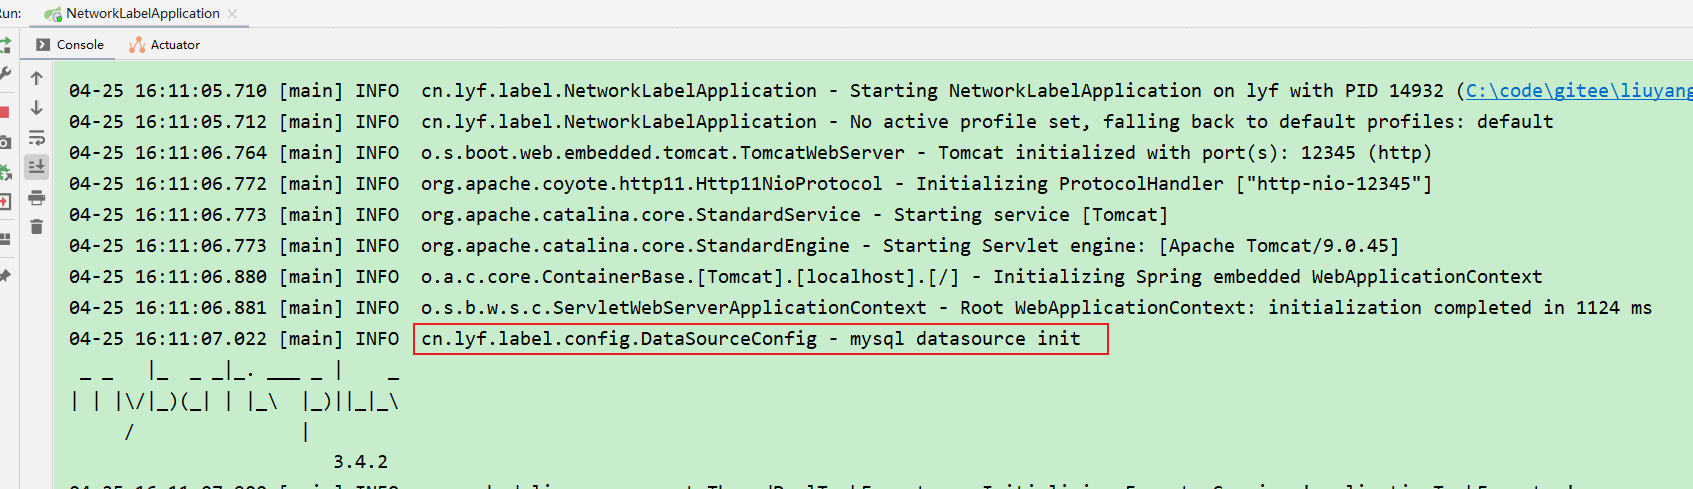 Run: NetworkLabelApplication
Console Actuator
04-25 16:11:05.710 [main] INFO  cn.lyf.label.NetworkLabelApplication - Starting NetworkLabelApplication on lyf with PID 14932 (C:\code\gitee\liuyang
04-25 16:11:05.712 [main] INFO  cn.lyf.label.NetworkLabelApplication - No active profile set, falling back to default profiles: default
04-25 16:11:06.764 [main] INFO  o.s.boot.web.embedded.tomcat.TomcatWebServer - Tomcat initialized with port(s): 12345 (http)
04-25 16:11:06.772 [main] INFO  org.apache.coyote.http11.Http11NioProtocol - Initializing ProtocolHandler ["http-nio-12345"]
04-25 16:11:06.773 [main] INFO  org.apache.catalina.core.StandardService - Starting service [Tomcat]
04-25 16:11:06.773 [main] INFO  org.apache.catalina.core.StandardEngine - Starting Servlet engine: [Apache Tomcat/9.0.45]
04-25 16:11:06.880 [main] INFO  o.a.c.core.ContainerBase.[Tomcat].[localhost].[/] - Initializing Spring embedded WebApplicationContext
04-25 16:11:06.881 [main] INFO  o.s.b.w.s.c.ServletWebServerApplicationContext - Root WebApplicationContext: initialization completed in 1124 ms
04-25 16:11:07.022 [main] INFO  cn.lyf.label.config.DataSourceConfig - mysql datasource init
 _ _   |_  _ _|_. ___ _ |    _
| | |\/|_)(_| | |_\  |_)||_|_\
     /               |
                        3.4.2